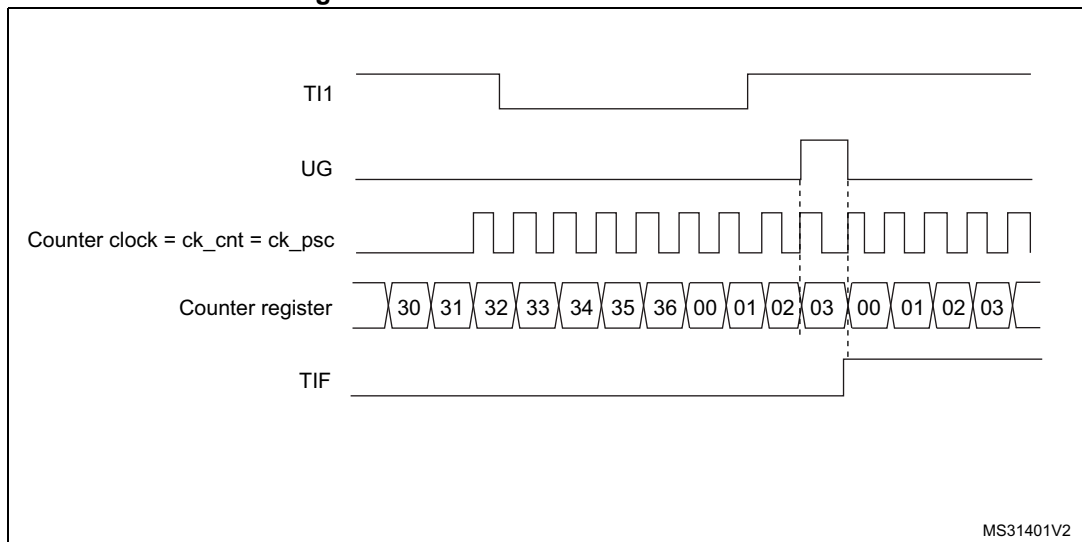 TI1
UG
Counter clock = ck_cnt = ck_psc
Counter register 30 31 32 33 34 35 36 00 01 02 03 00 01 02 03
TIF
MS31401V2